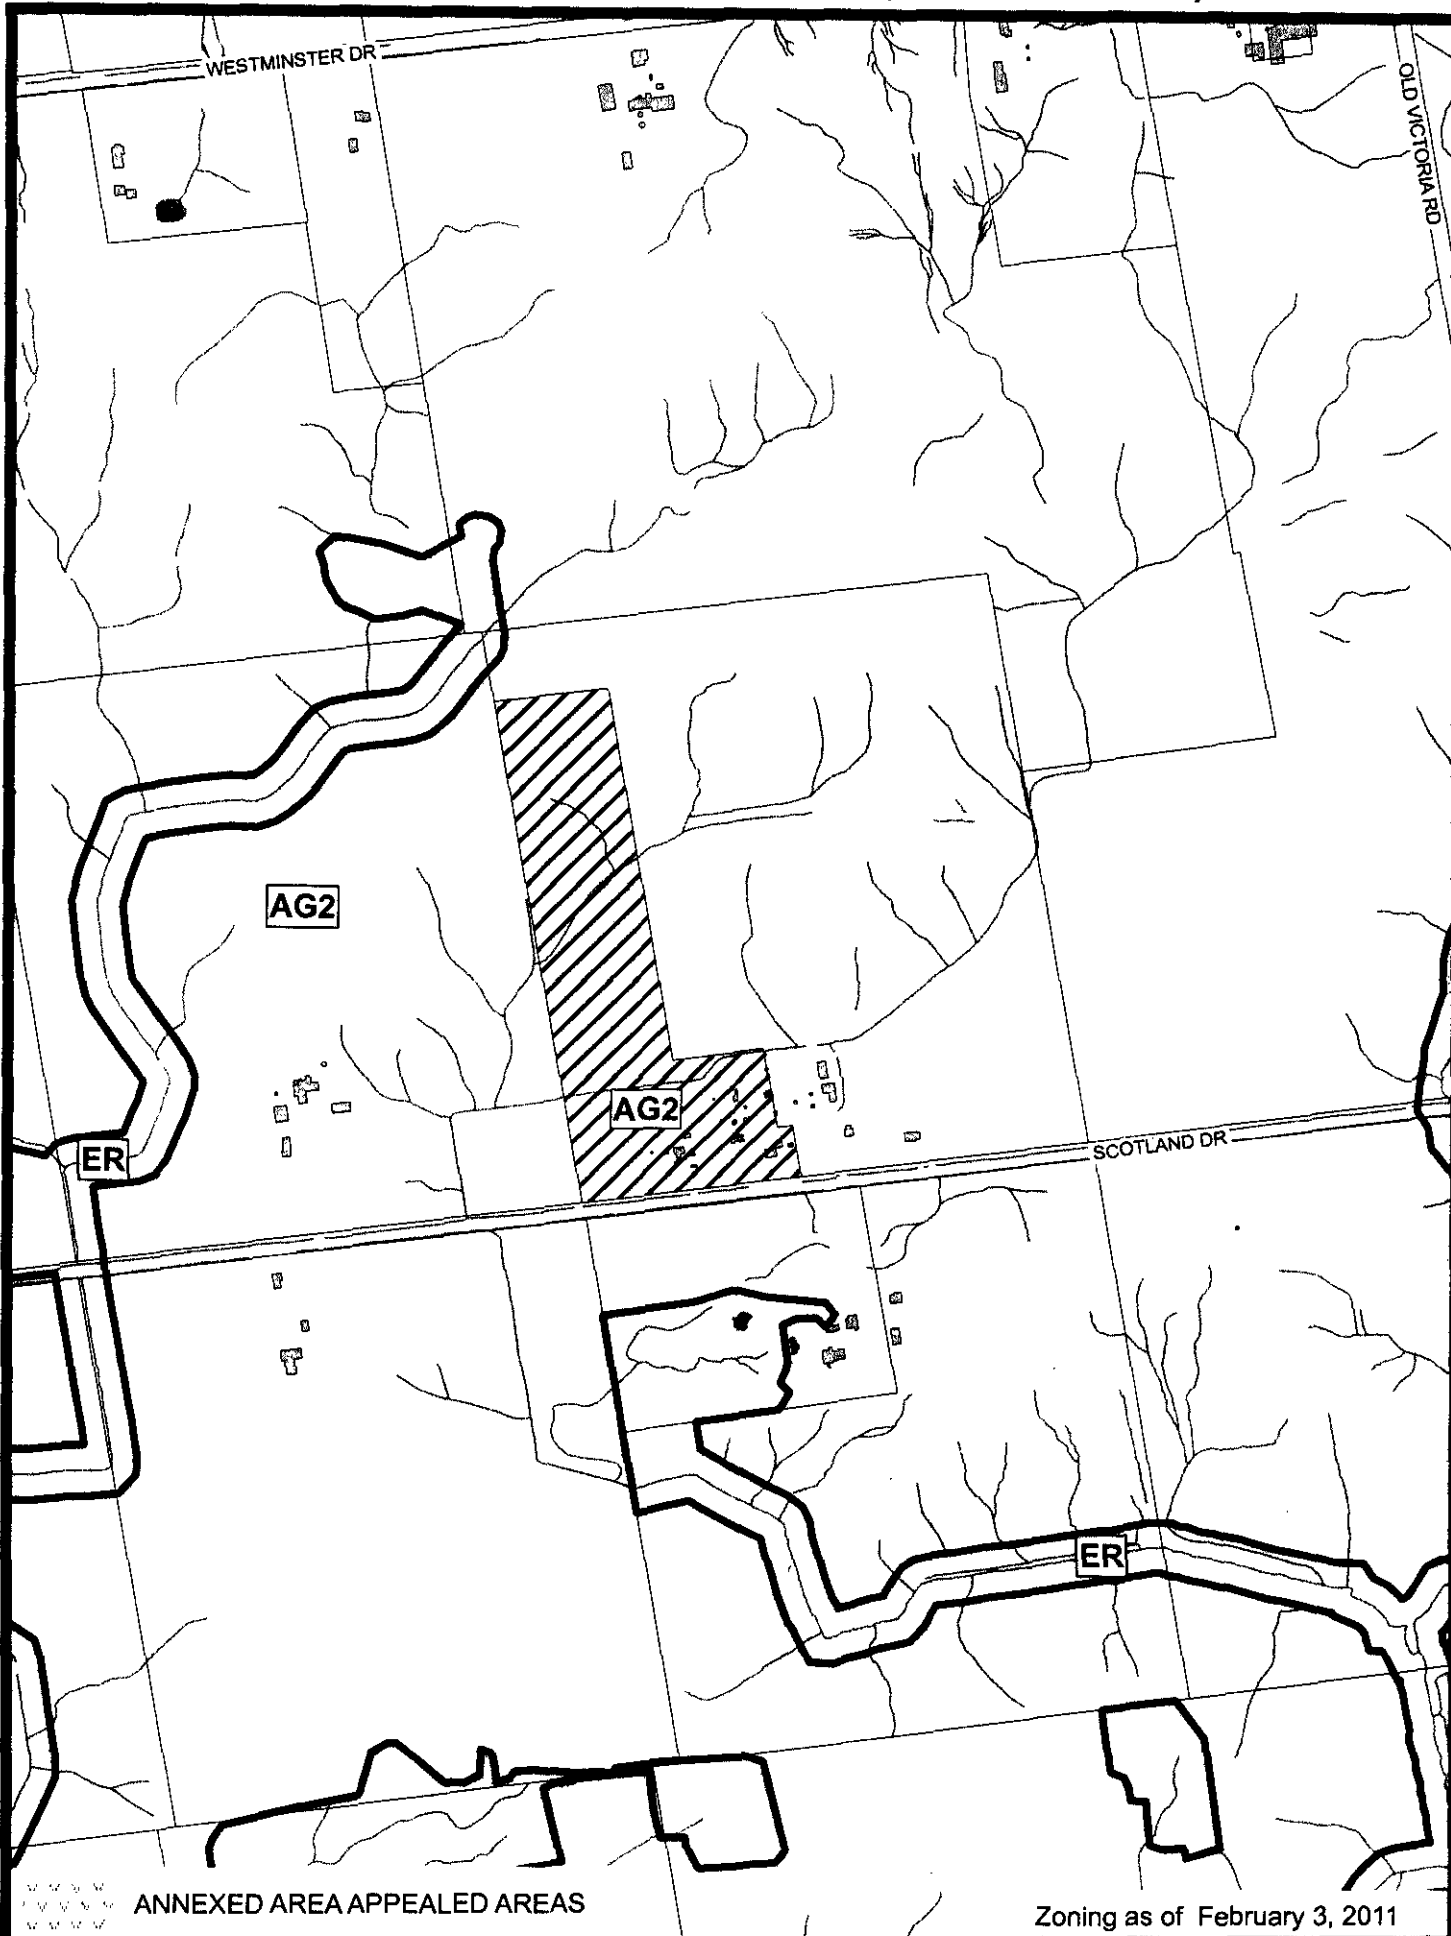 WESTMINSTER DR
OLD VICTORIA RD
AG2
AG2
SCOTLAND DR
ER
ER
ANNEXED AREA APPEALED AREAS
Zoning as of February 3, 2011